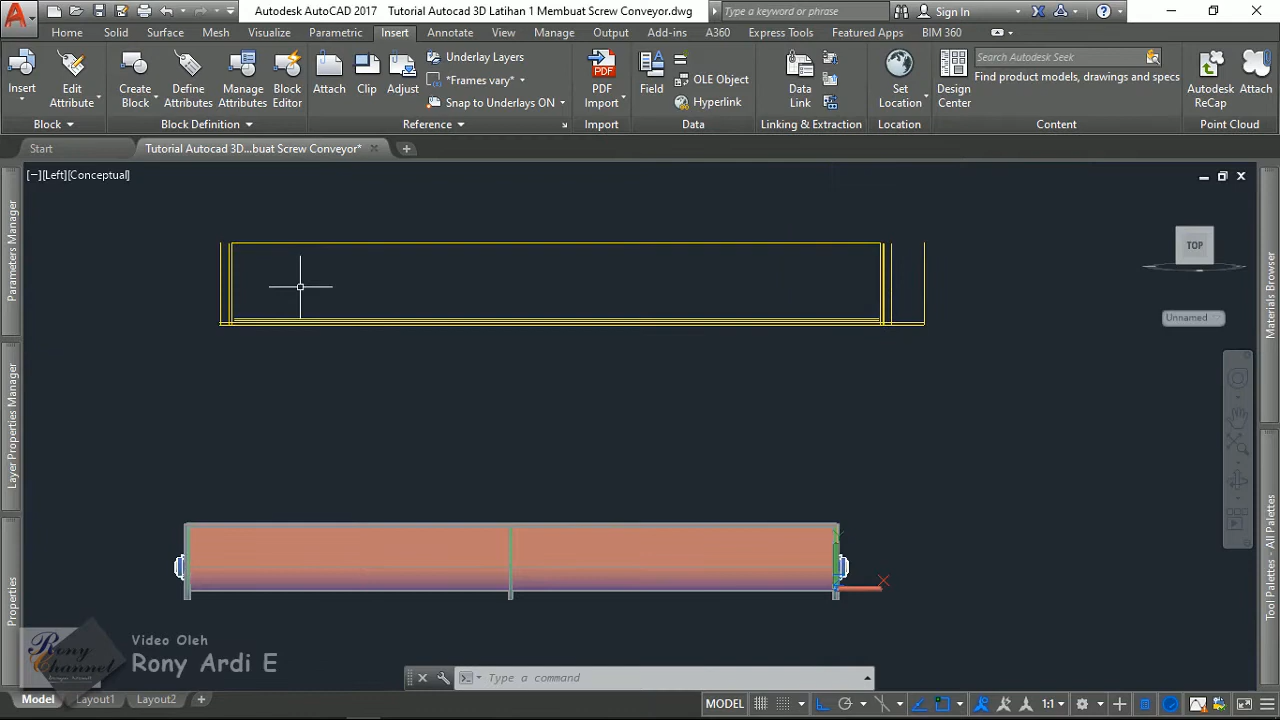 Autodesk AutoCAD 2017 Tutorial Autocad 3D Latihan 1 Membuat Screw Conveyor.dwg Type a keyword or phrase Sign In
Home Solid Surface Mesh Visualize Parametric Insert Annotate View Manage Output Add-ins A360 Express Tools Featured Apps BIM 360
Insert
Edit Attribute
Create Block
Define Attributes
Manage Attributes
Block Editor
Attach
Clip
Adjust
Underlay Layers
*Frames vary*
Snap to Underlays ON
PDF Import
Field
OLE Object
Hyperlink
Data Link
Set Location
Design Center
Search Autodesk Seek
Find product models, drawings and specs
Autodesk ReCap
Attach
Block Block Definition Reference Import Data Linking & Extraction Location Content Point Cloud
Start Tutorial Autocad 3D...buat Screw Conveyor*
[−][Left][Conceptual]
TOP
Unnamed
Parameters Manager
Layer Properties Manager
Properties
Materials Browser
Tool Palettes - All Palettes
X
Rony
Channel
Video Oleh
Rony Ardi E
Type a command
Model Layout1 Layout2 + MODEL 1:1